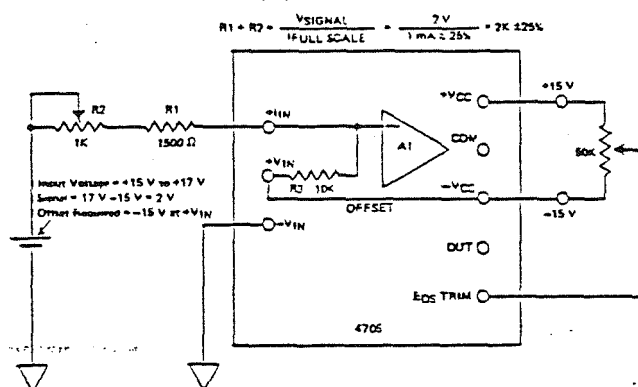 R1 + R2 = VSIGNAL / IFULL SCALE = 2 V / 1 mA ± 25% = 2K ±25%
R2
1K
R1
1500 Ω
+IIN
+VIN
R3 10K
-VIN
A1
OFFSET
+VCC
COM
-VCC
OUT
EOS TRIM
+15 V
-15 V
50K
Input Voltage = +15 V to +17 V
Signal = 17 V -15 V = 2 V
Offset Required = -15 V at +VIN
4705